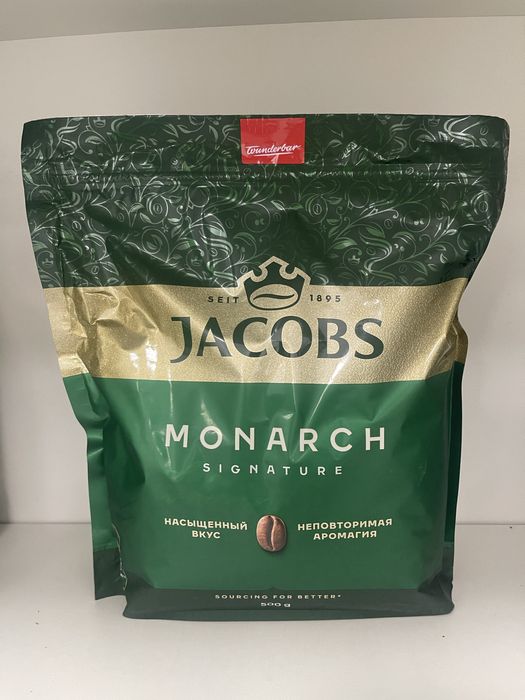 wunderbar
SEIT 1895
JACOBS
MONARCH
SIGNATURE
НАСЫЩЕННЫЙ
ВКУС
НЕПОВТОРИМАЯ
АРОМАГИЯ
SOURCING FOR BETTER*
500 g